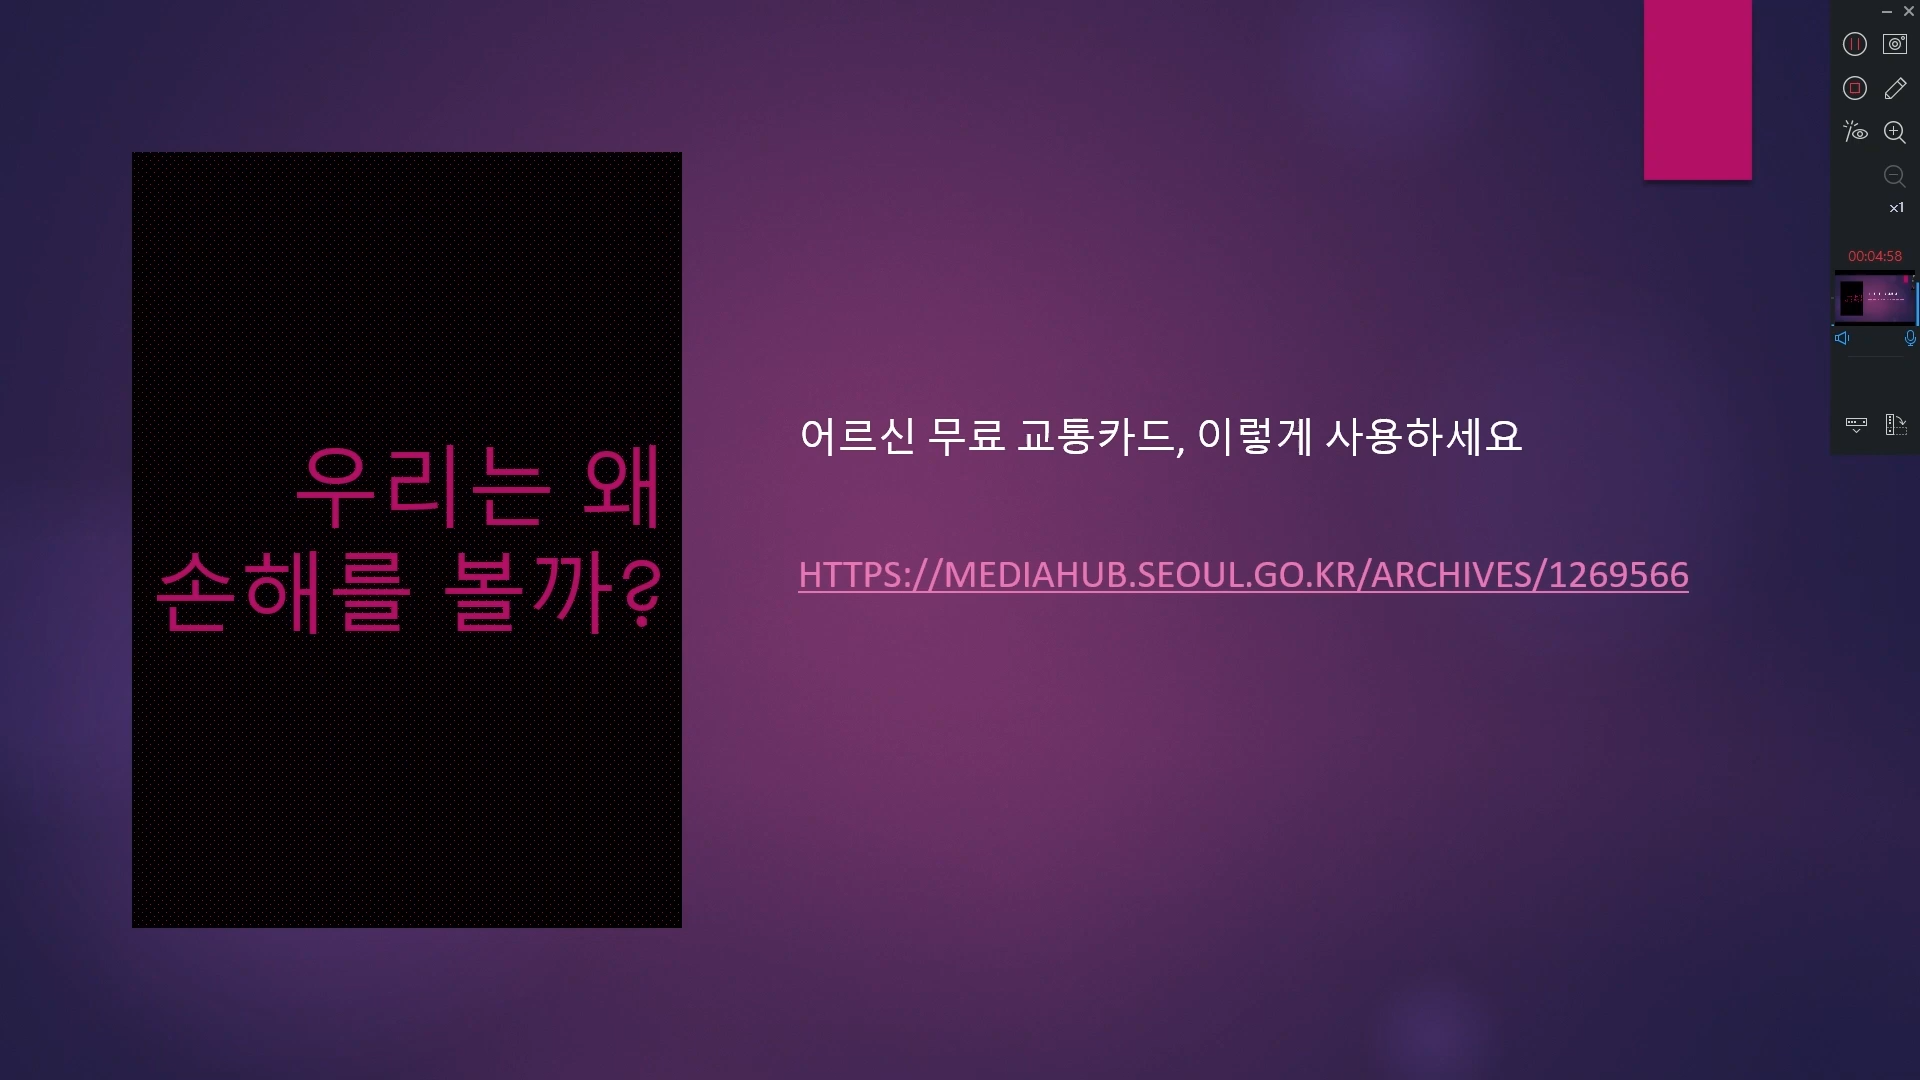 우리는 왜
손해를 볼까?
어르신 무료 교통카드, 이렇게 사용하세요
HTTPS://MEDIAHUB.SEOUL.GO.KR/ARCHIVES/1269566
x1
00:04:58